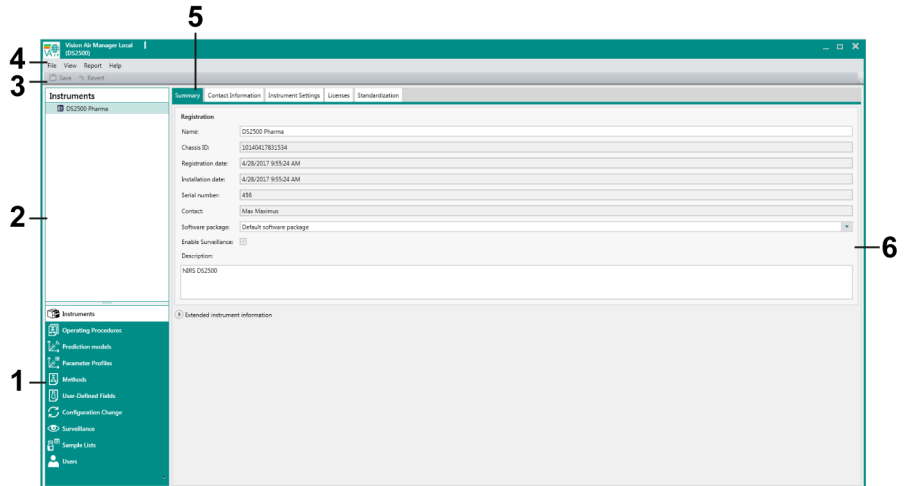 5
Vision Air Manager Local
(DS2500)
4
File View Report Help
3
Save Revert
Instruments
DS2500 Pharma
Summary Contact Information Instrument Settings Licenses Standardization
Registration
Name: DS2500 Pharma
Chassis ID: 10140417831534
Registration date: 4/28/2017 9:55:24 AM
Installation date: 4/28/2017 9:55:24 AM
Serial number: 456
Contact: Max Maximus
2
Software package: Default software package
Enable Surveillance:
6
Description:
NIRS DS2500
Instruments
Extended instrument information
Operating Procedures
Prediction models
Parameter Profiles
1
Methods
User-Defined Fields
Configuration Change
Surveillance
Sample Lists
Users